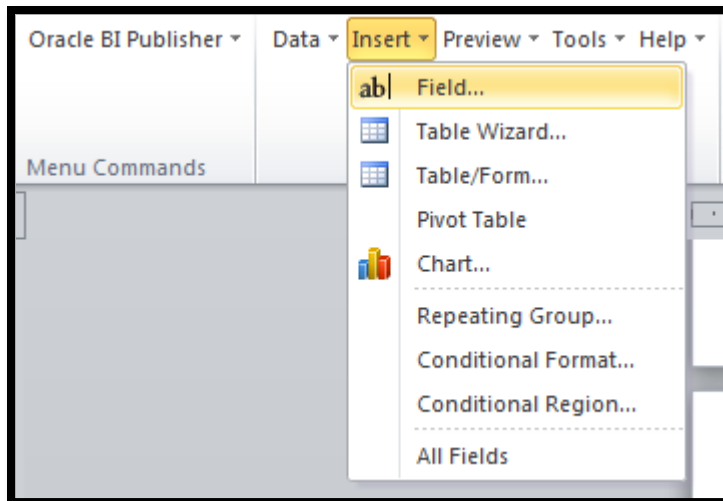 Oracle BI Publisher Data Insert Preview Tools Help
ab| Field...
Table Wizard...
Menu Commands Table/Form...
Pivot Table
Chart...
Repeating Group...
Conditional Format...
Conditional Region...
All Fields